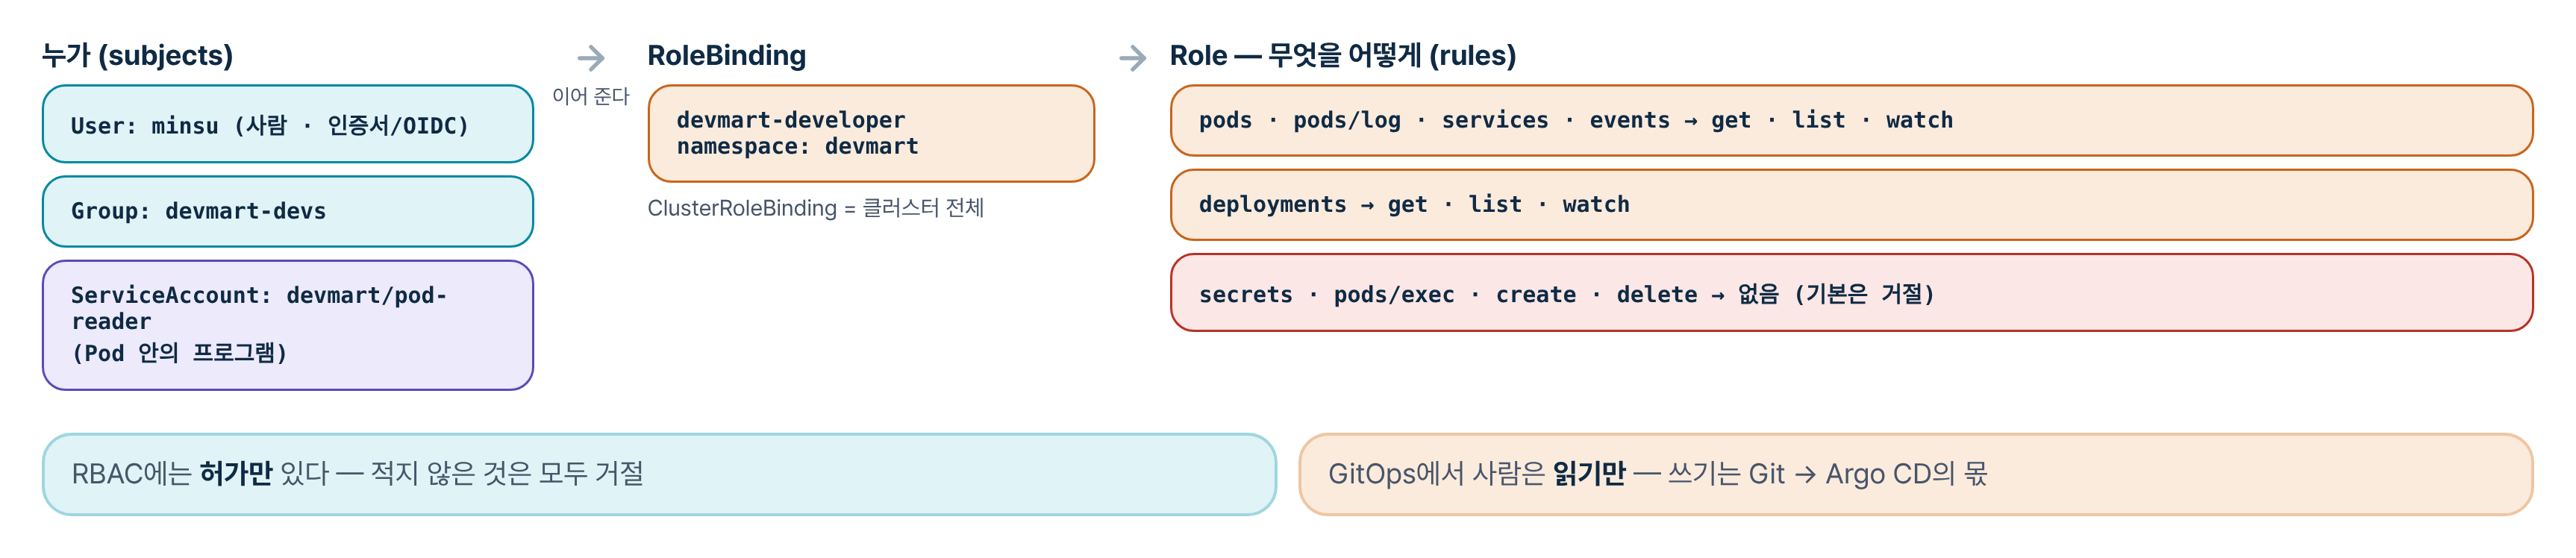 누가 (subjects)
User: minsu (사람 · 인증서/OIDC)
Group: devmart-devs
ServiceAccount: devmart/pod-
reader
(Pod 안의 프로그램)
→
이어 준다
RoleBinding
devmart-developer
namespace: devmart
ClusterRoleBinding = 클러스터 전체
→
Role — 무엇을 어떻게 (rules)
pods · pods/log · services · events → get · list · watch
deployments → get · list · watch
secrets · pods/exec · create · delete → 없음 (기본은 거절)
RBAC에는 허가만 있다 — 적지 않은 것은 모두 거절
GitOps에서 사람은 읽기만 — 쓰기는 Git → Argo CD의 몫